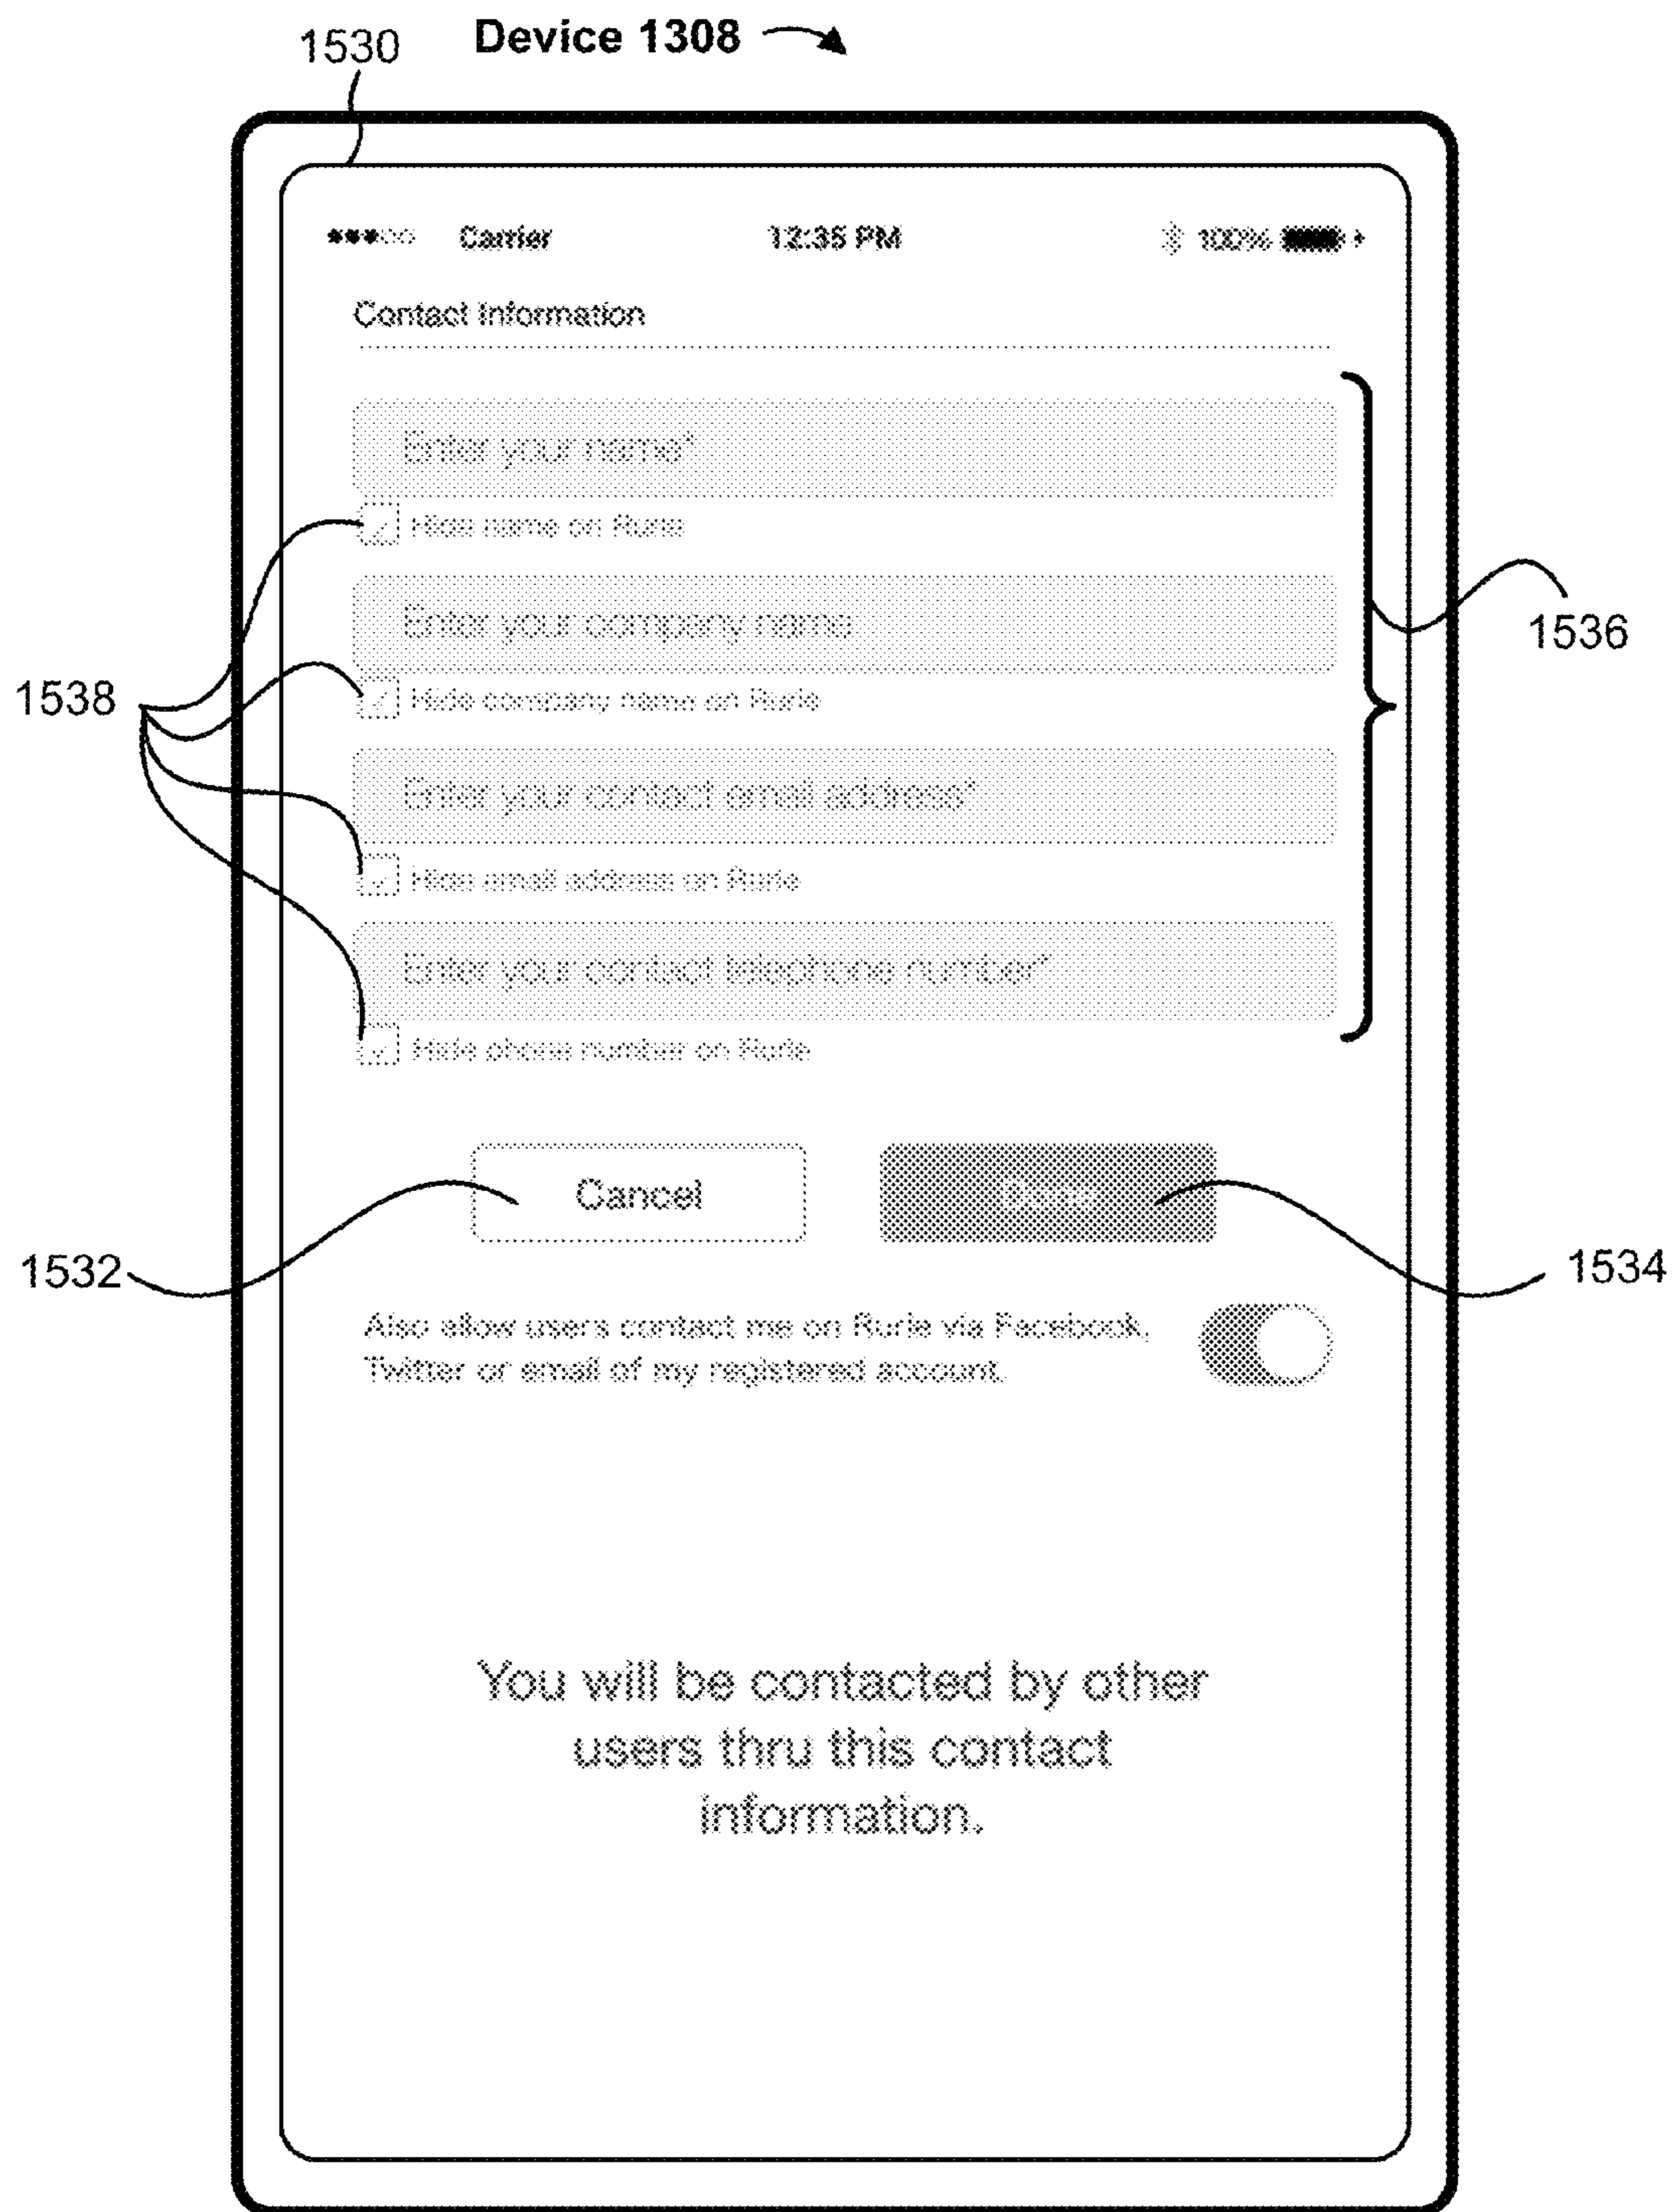 1530 Device 1308
Carrier 12:35 PM 100%
Contact Information
Enter your name*
Hide name on Rurle
Enter your company name
1536
1538
Hide company name on Rurle
Enter your contact email address*
Hide email address on Rurle
Enter your contact telephone number*
Hide phone number on Rurle
Cancel
1532
1534
Also allow users contact me on Rurle via Facebook,
Twitter or email of my registered account.
You will be contacted by other
users thru this contact
information.